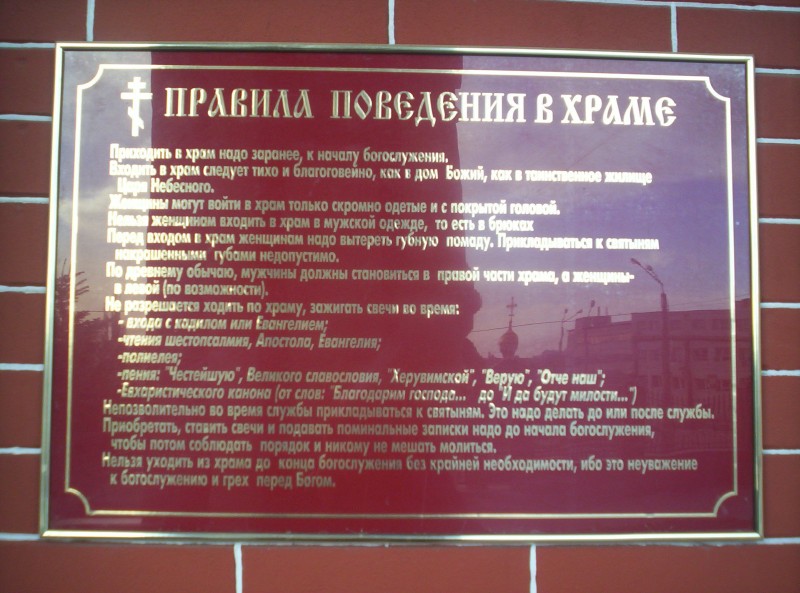 ПРАВИЛА ПОВЕДЕНИЯ В ХРАМЕ
Приходить в храм надо заранее, к началу богослужения.
Входить в храм следует тихо и благоговейно, как в дом Божий, как в таинственное жилище
Царя Небесного.
Женщины могут войти в храм только скромно одетые и с покрытой головой.
Нельзя женщинам входить в храм в мужской одежде, то есть в брюках
Перед входом в храм женщинам надо вытереть губную помаду. Прикладываться к святыням
накрашенными губами недопустимо.
По древнему обычаю, мужчины должны становиться в правой части храма, а женщины-
в левой (по возможности).
Не разрешается ходить по храму, зажигать свечи во время:
- входа с кадилом или Евангелием;
-чтения шестопсалмия, Апостола, Евангелия;
-полиелея;
-пения: "Честейшую", Великого славословия, "Херувимской", "Верую", "Отче наш";
-Евхаристического канона (от слов: "Благодарим господа... до "И да будут милости...")
Непозволительно во время службы прикладываться к святыням. Это надо делать до или после службы.
Приобретать, ставить свечи и подавать поминальные записки надо до начала богослужения,
чтобы потом соблюдать порядок и никому не мешать молиться.
Нельзя уходить из храма до конца богослужения без крайней необходимости, ибо это неуважение
к богослужению и грех перед Богом.